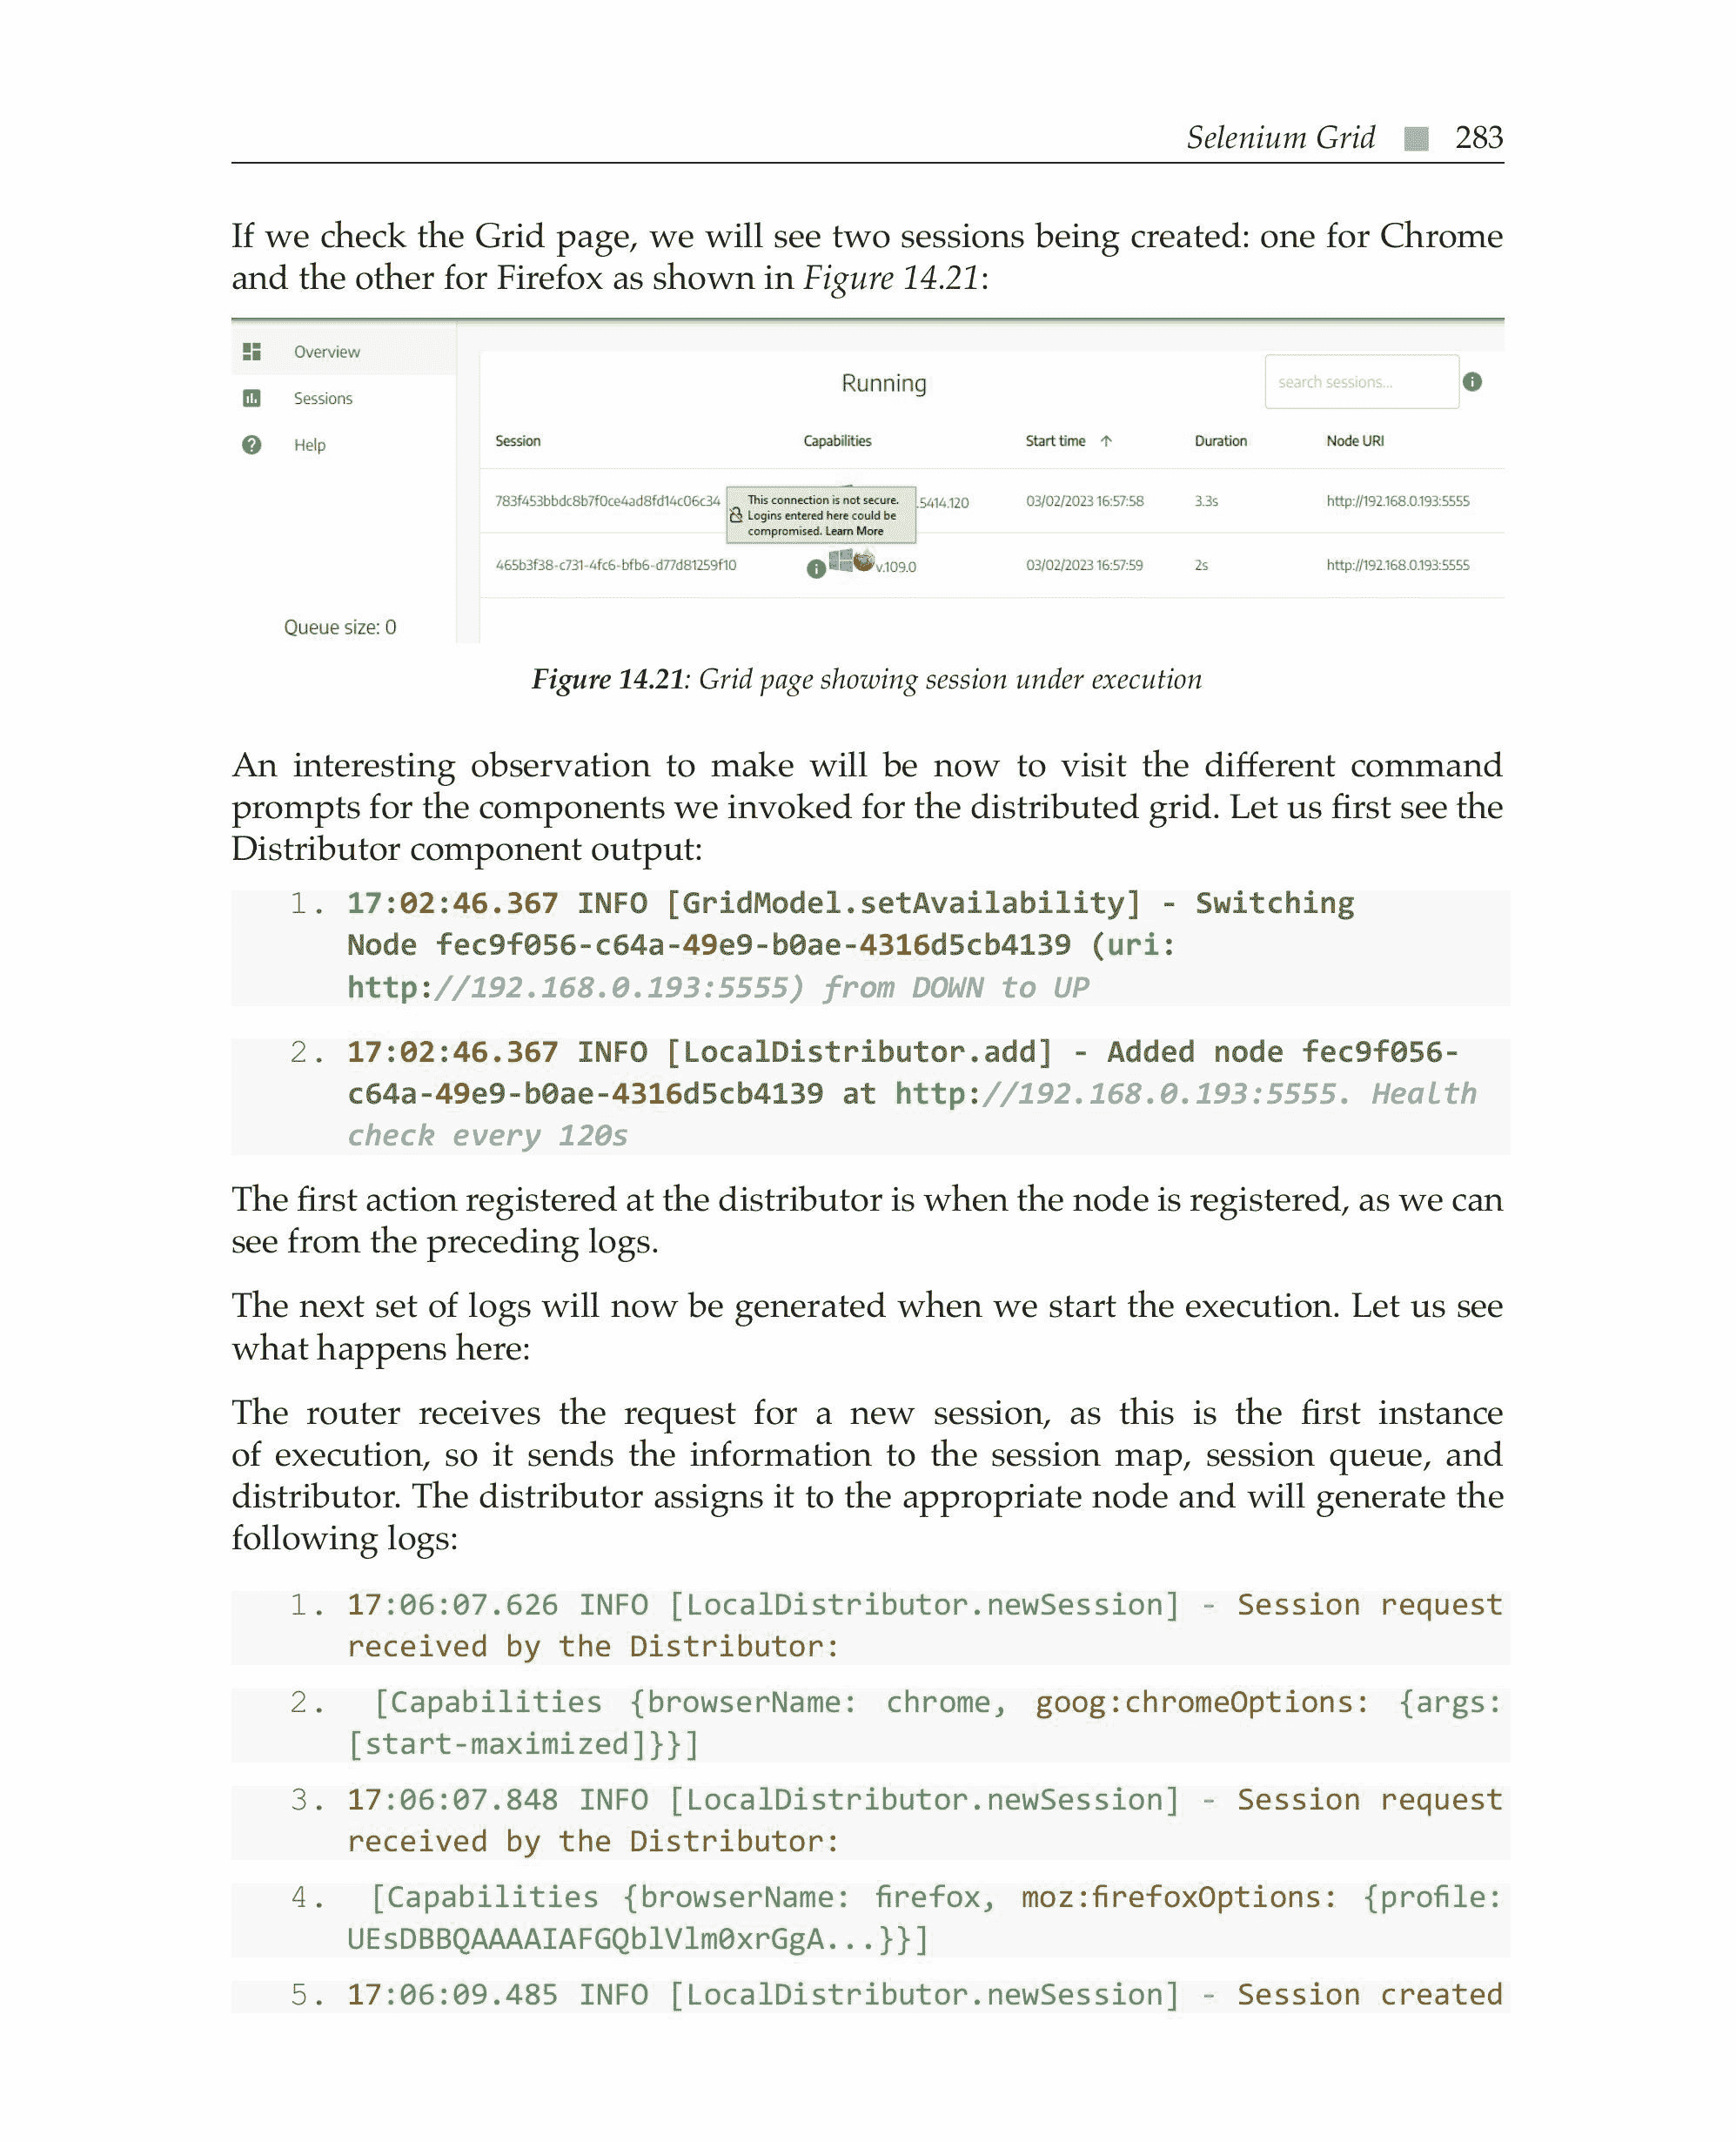 Selenium Grid 283
If we check the Grid page, we will see two sessions being created: one for Chrome
and the other for Firefox as shown in Figure 14.21:
Overview
Sessions
Help
Queue size: 0
Running
search sessions...
Session Capabilities Start time Duration Node URI
783f453bbdc8b7f0ce4ad8fd14c06c34 .5414.120 03/02/2023 16:57:58 3.3s http://192.168.0.193:5555
This connection is not secure.
Logins entered here could be
compromised. Learn More
465b3f38-c731-4fc6-bfb6-d77d81259f10 v.109.0 03/02/2023 16:57:59 2s http://192.168.0.193:5555
Figure 14.21: Grid page showing session under execution
An interesting observation to make will be now to visit the different command
prompts for the components we invoked for the distributed grid. Let us first see the
Distributor component output:
1. 17:02:46.367 INFO [GridModel.setAvailability] - Switching
Node fec9f056-c64a-49e9-b0ae-4316d5cb4139 (uri:
http://192.168.0.193:5555) from DOWN to UP
2. 17:02:46.367 INFO [LocalDistributor.add] - Added node fec9f056-
c64a-49e9-b0ae-4316d5cb4139 at http://192.168.0.193:5555. Health
check every 120s
The first action registered at the distributor is when the node is registered, as we can
see from the preceding logs.
The next set of logs will now be generated when we start the execution. Let us see
what happens here:
The router receives the request for a new session, as this is the first instance
of execution, so it sends the information to the session map, session queue, and
distributor. The distributor assigns it to the appropriate node and will generate the
following logs:
1. 17:06:07.626 INFO [LocalDistributor.newSession] - Session request
received by the Distributor:
2. [Capabilities {browserName: chrome, goog:chromeOptions: {args:
[start-maximized]}}]
3. 17:06:07.848 INFO [LocalDistributor.newSession] - Session request
received by the Distributor:
4. [Capabilities {browserName: firefox, moz:firefoxOptions: {profile:
UEsDBBQAAAAIAFGQblVlm0xrGgA...}}]
5. 17:06:09.485 INFO [LocalDistributor.newSession] - Session created